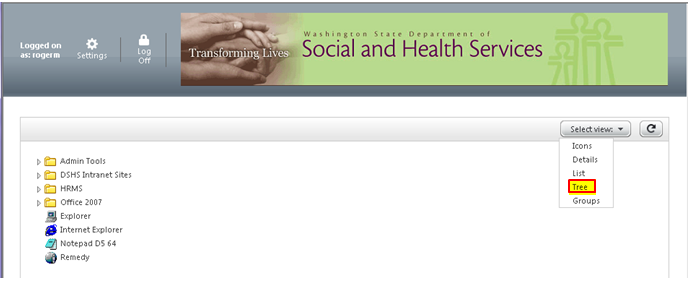 Logged on
as: rogerm
Settings
Log
Off
Transforming Lives
Washington State Department of
Social and Health Services
Select view:
Icons
Details
List
Tree
Groups
Admin Tools
DSHS Intranet Sites
HRMS
Office 2007
Explorer
Internet Explorer
Notepad D5 64
Remedy